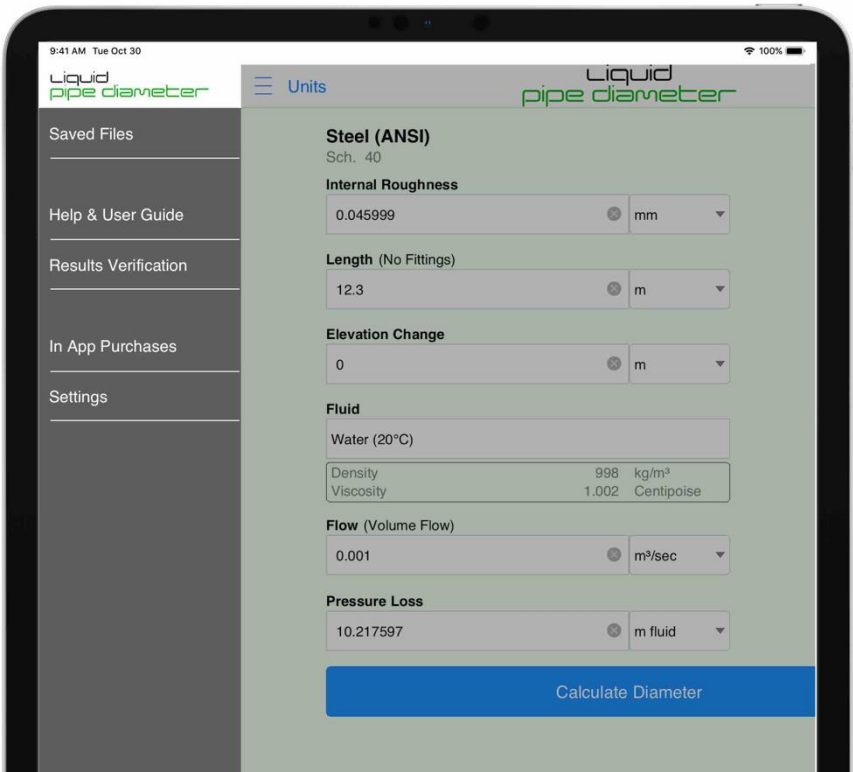 9:41 AM Tue Oct 30
100%
Liquid
pipe diameter
Saved Files
Help & User Guide
Results Verification
In App Purchases
Settings
Units
Liquid
pipe diameter
Steel (ANSI)
Sch. 40
Internal Roughness
0.045999 mm
Length (No Fittings)
12.3 m
Elevation Change
0 m
Fluid
Water (20°C)
Density 998 kg/m³
Viscosity 1.002 Centipoise
Flow (Volume Flow)
0.001 m³/sec
Pressure Loss
10.217597 m fluid
Calculate Diameter